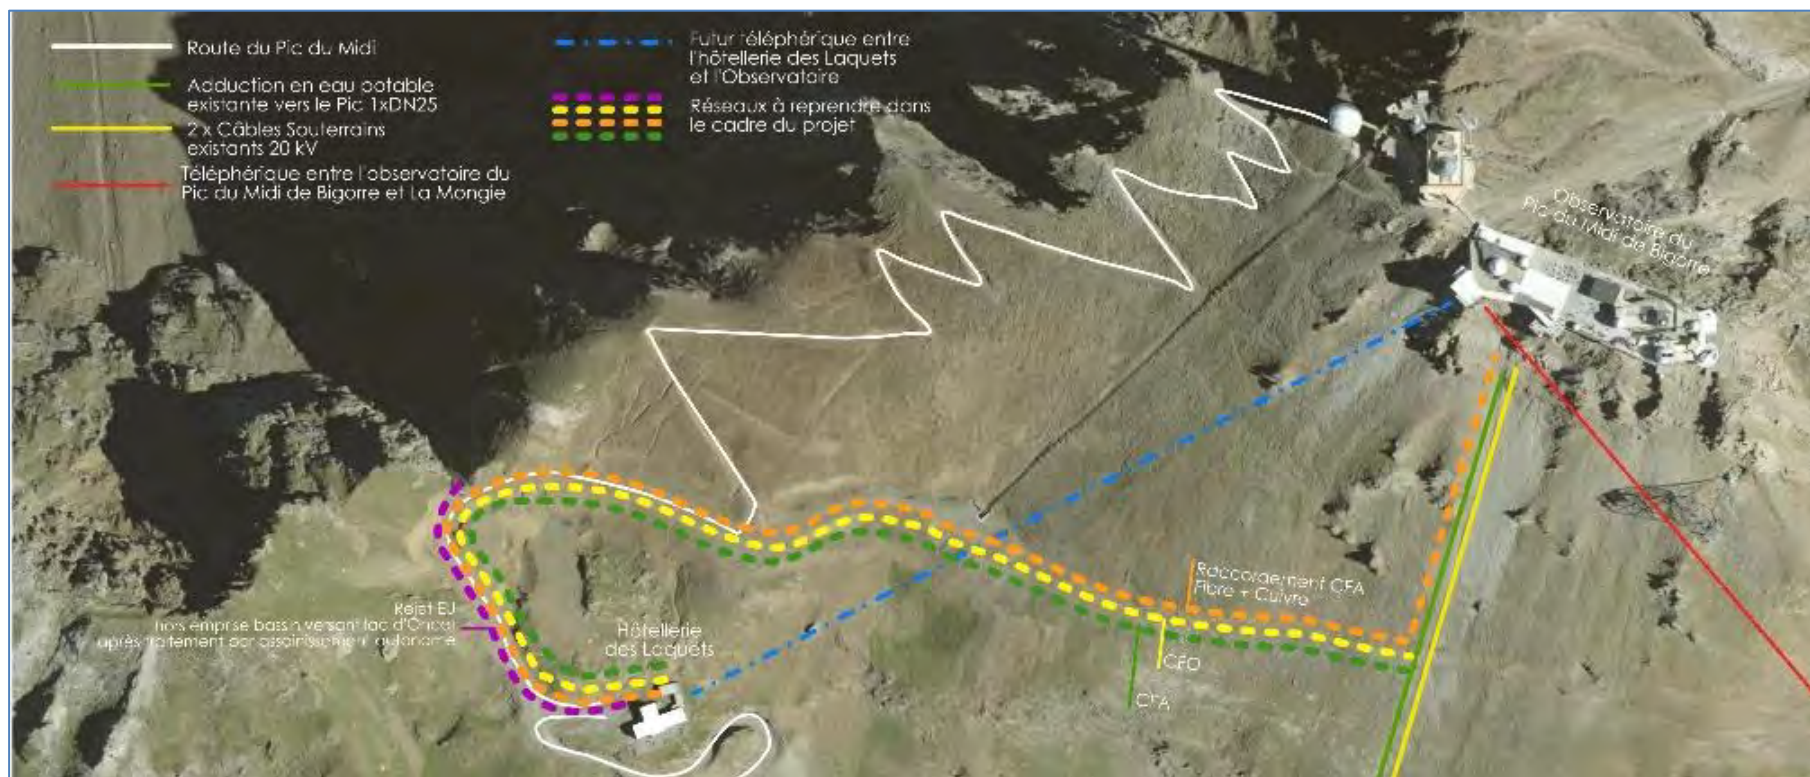 Route du Pic du Midi
Adduction en eau potable
existante vers le Pic 1xDN25
2 x Câbles Souterrains
existants 20 kV
Téléphérique entre l'observatoire du
Pic du Midi de Bigorre et La Mongie
Futur téléphérique entre
l'hôtellerie des Laquets
et l'Observatoire
Réseaux à reprendre dans
le cadre du projet
Observatoire du
Pic du Midi de Bigorre
Raccordement CFA
Fibre + Cuivre
CFO
CFA
Rejet EU
hors emprise bassin versant lac d'Oncet
après traitement par assainissement autonome
Hôtellerie
des Laquets